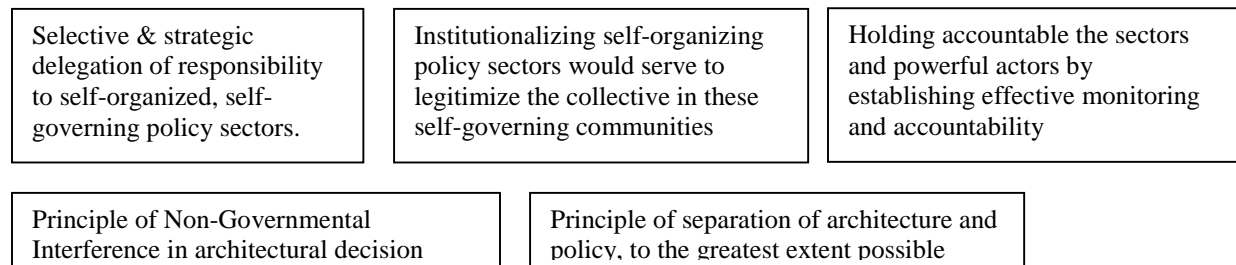 Selective & strategic
delegation of responsibility
to self-organized, self-
governing policy sectors.
Institutionalizing self-organizing
policy sectors would serve to
legitimize the collective in these
self-governing communities
Holding accountable the sectors
and powerful actors by
establishing effective monitoring
and accountability
Principle of Non-Governmental
Interference in architectural decision
Principle of separation of architecture and
policy, to the greatest extent possible